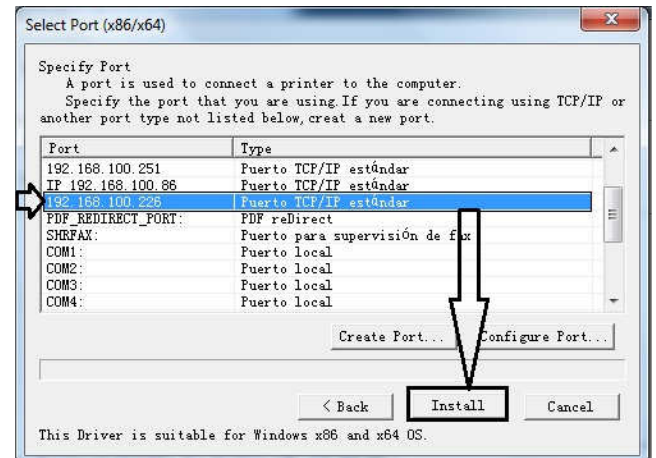 Select Port (x86/x64)
Specify Port
A port is used to connect a printer to the computer.
Specify the port that you are using.If you are connecting using TCP/IP or
another port type not listed below,creat a new port.
Port Type
192.168.100.251 Puerto TCP/IP estándar
IP 192.168.100.86 Puerto TCP/IP estándar
192.168.100.226 Puerto TCP/IP estándar
PDF_REDIRECT_PORT: PDF reDirect
SHRFAX: Puerto para supervisión de fax
COM1: Puerto local
COM2: Puerto local
COM3: Puerto local
COM4: Puerto local
Create Port... Configure Port...
< Back Install Cancel
This Driver is suitable for Windows x86 and x64 OS.